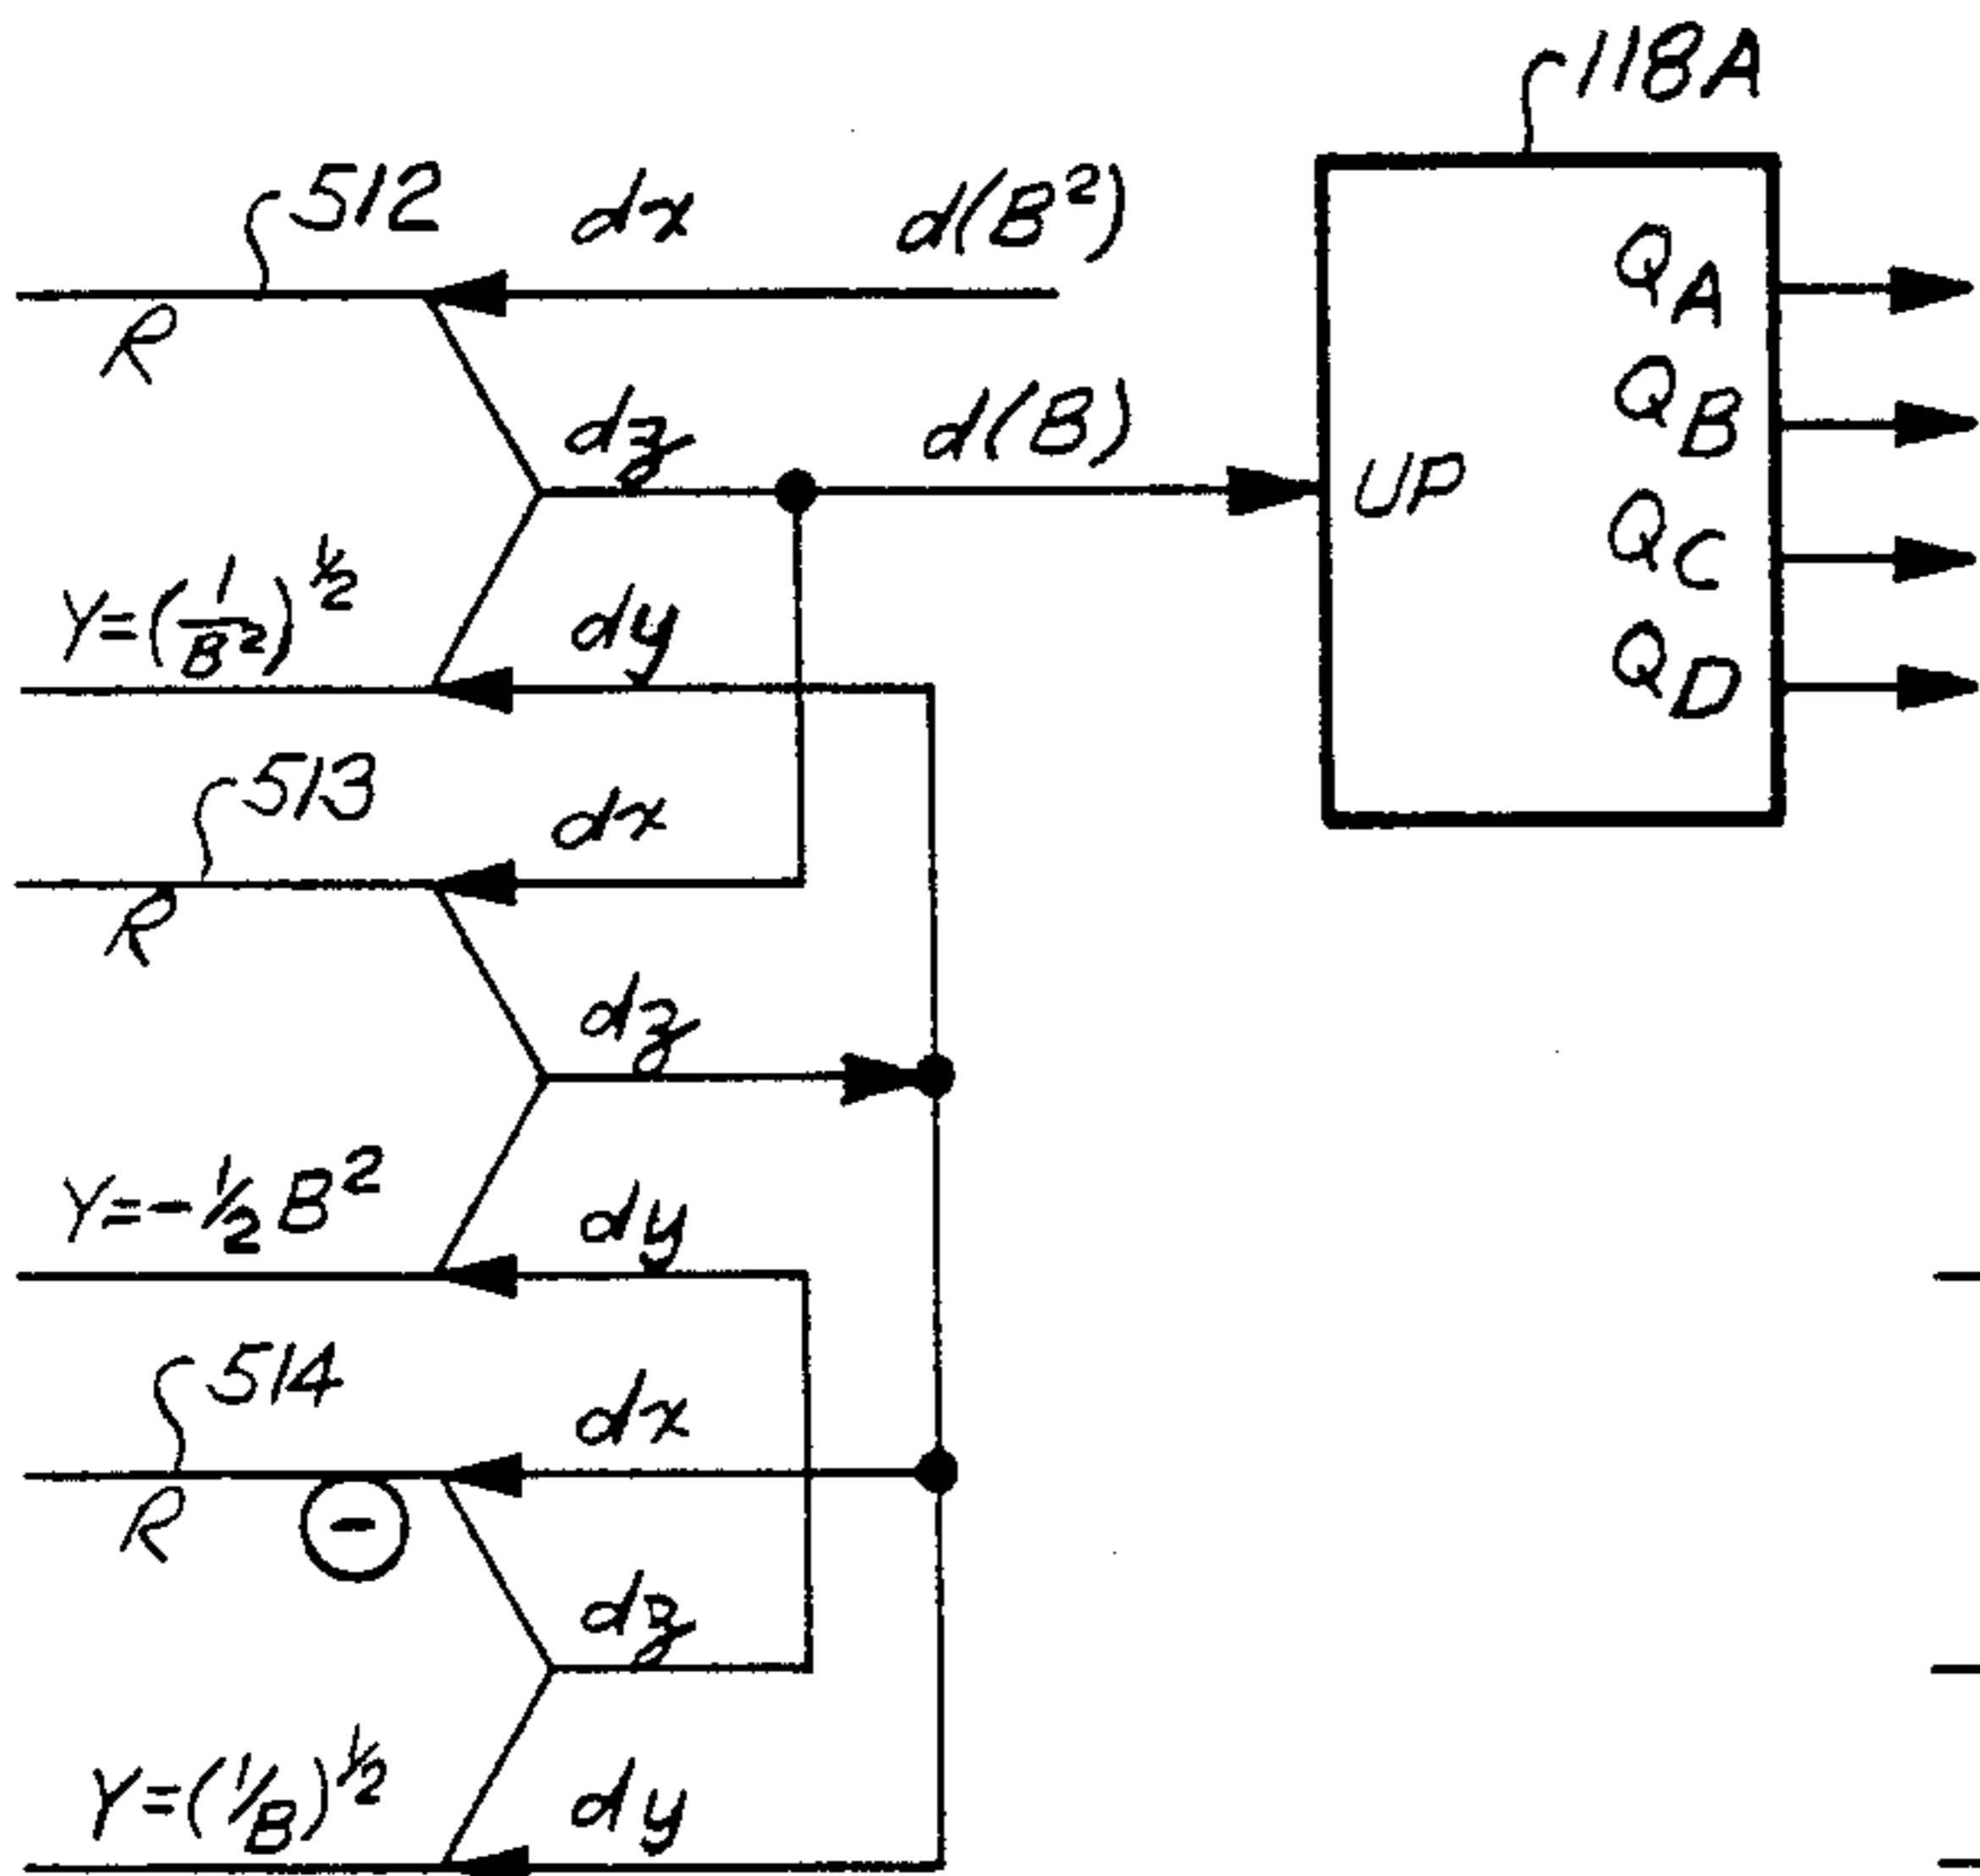 118A
512 dx d(B²)
R
QA
dz d(B)
QB
UP
QC
Y=(1/B²)^½ dy
QD
513 dx
R
dz
Y=-½B² dy
514 dx
R -
dz
Y=(1/B)^½ dy